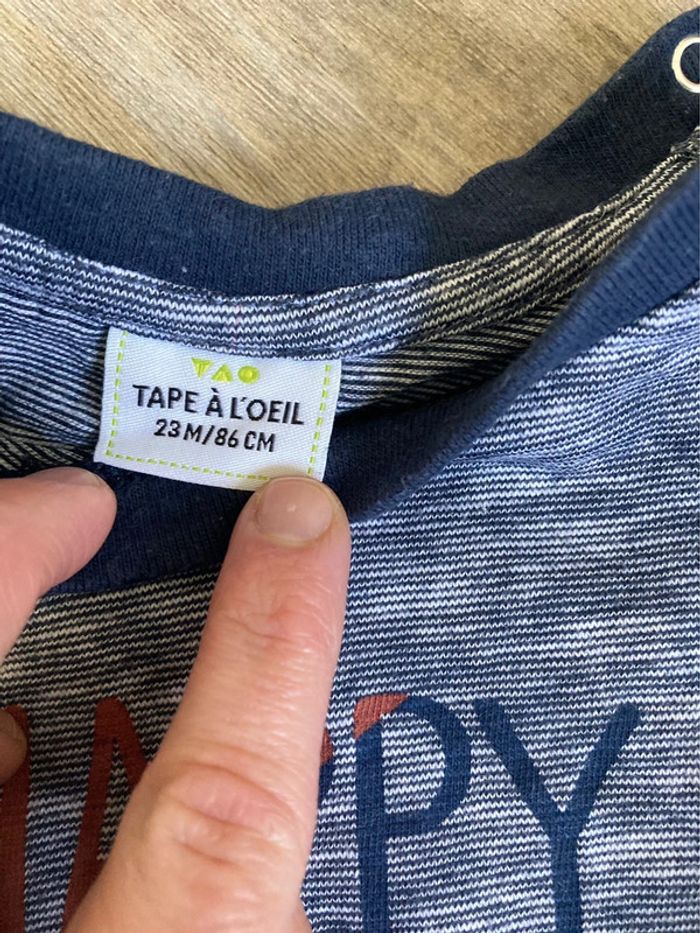 TAO
TAPE À L'OEIL
23 M/86 CM